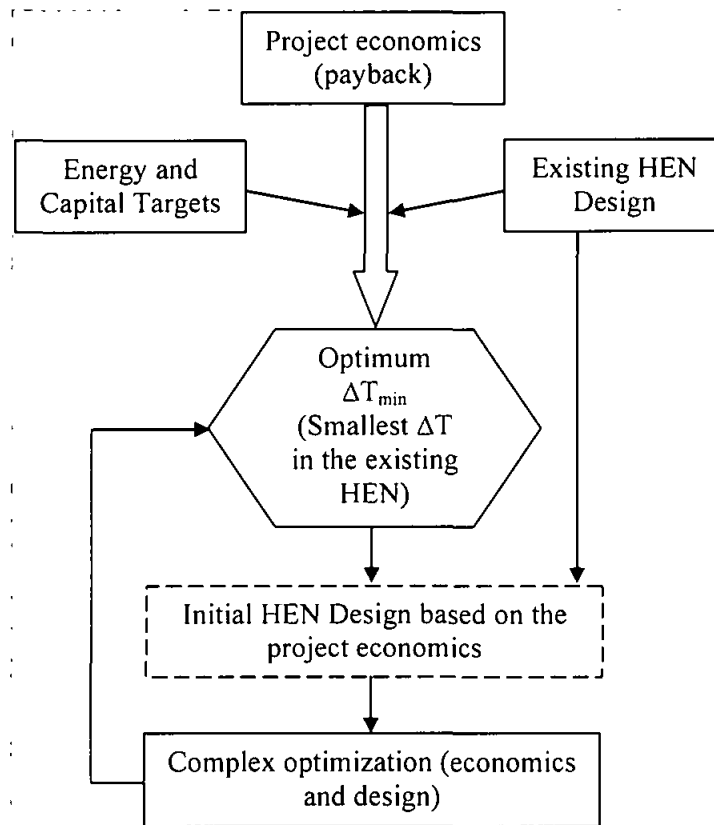 Project economics
(payback)
Energy and
Capital Targets
Existing HEN
Design
Optimum
ΔTmin
(Smallest ΔT
in the existing
HEN)
Initial HEN Design based on the
project economics
Complex optimization (economics
and design)